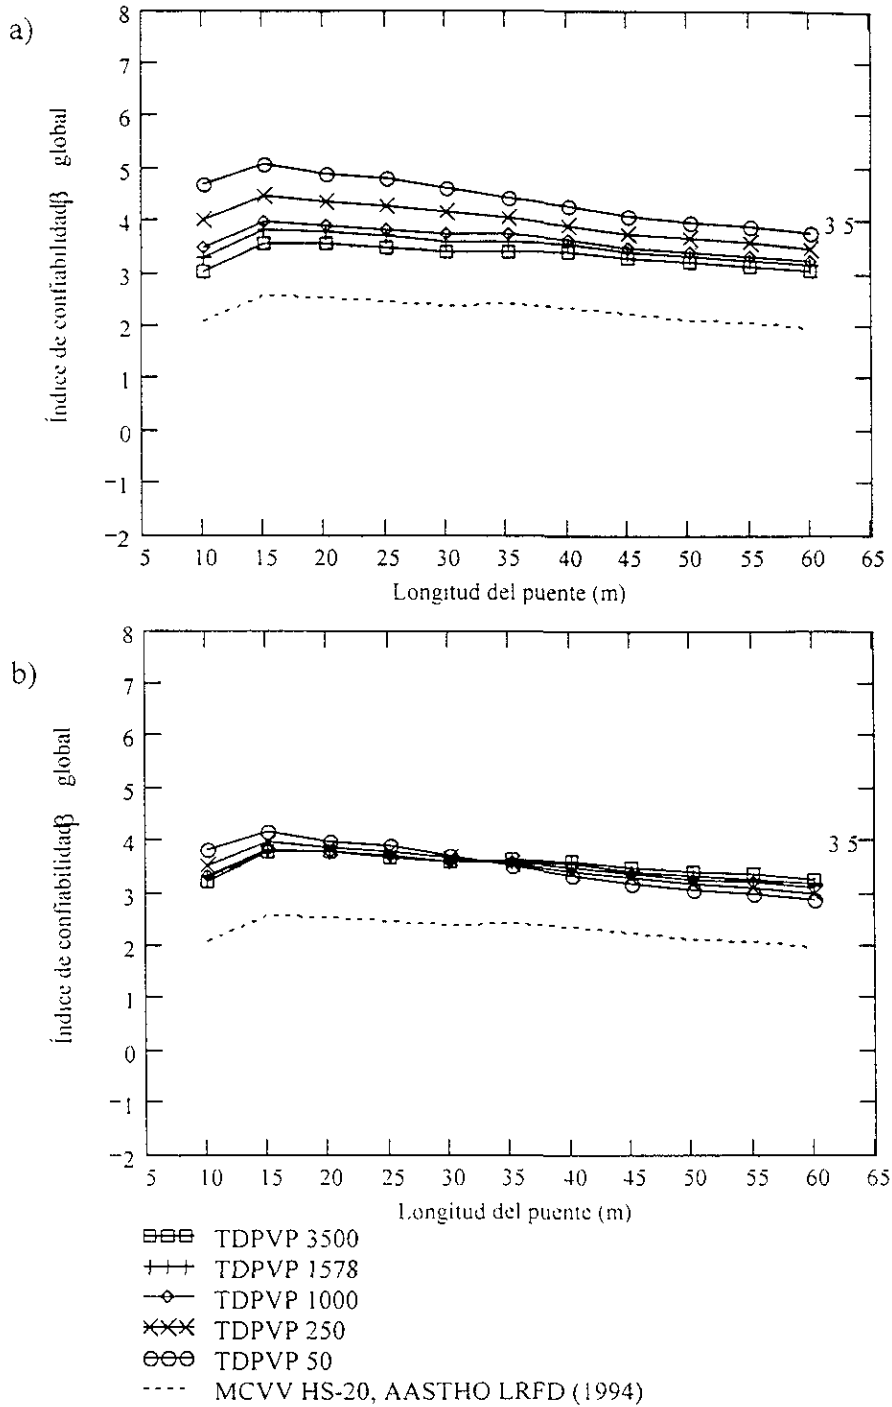 a)
Índice de confiabilidadβ global
8
7
6
5
4
3
2
1
0
−1
−2
3 5
5 10 15 20 25 30 35 40 45 50 55 60 65
Longitud del puente (m)
b)
Índice de confiabilidadβ global
8
7
6
5
4
3
2
1
0
−1
−2
3 5
5 10 15 20 25 30 35 40 45 50 55 60 65
Longitud del puente (m)
TDPVP 3500
TDPVP 1578
TDPVP 1000
TDPVP 250
TDPVP 50
MCVV HS-20, AASTHO LRFD (1994)